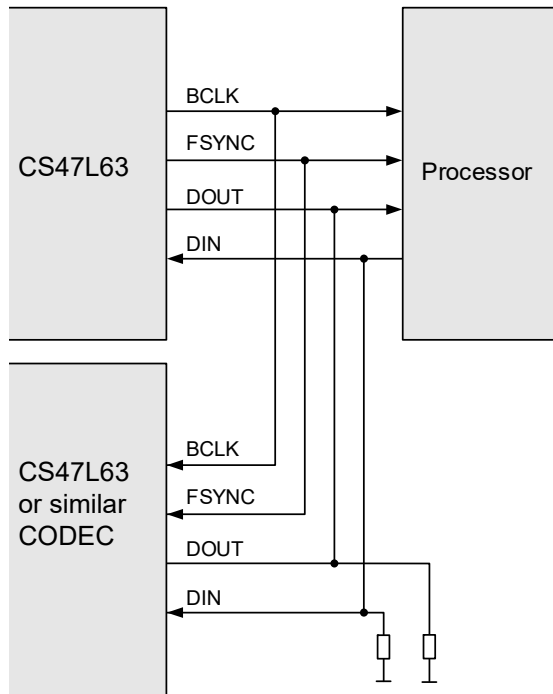 BCLK
FSYNC
CS47L63
Processor
DOUT
DIN
BCLK
CS47L63
or similar
CODEC
FSYNC
DOUT
DIN